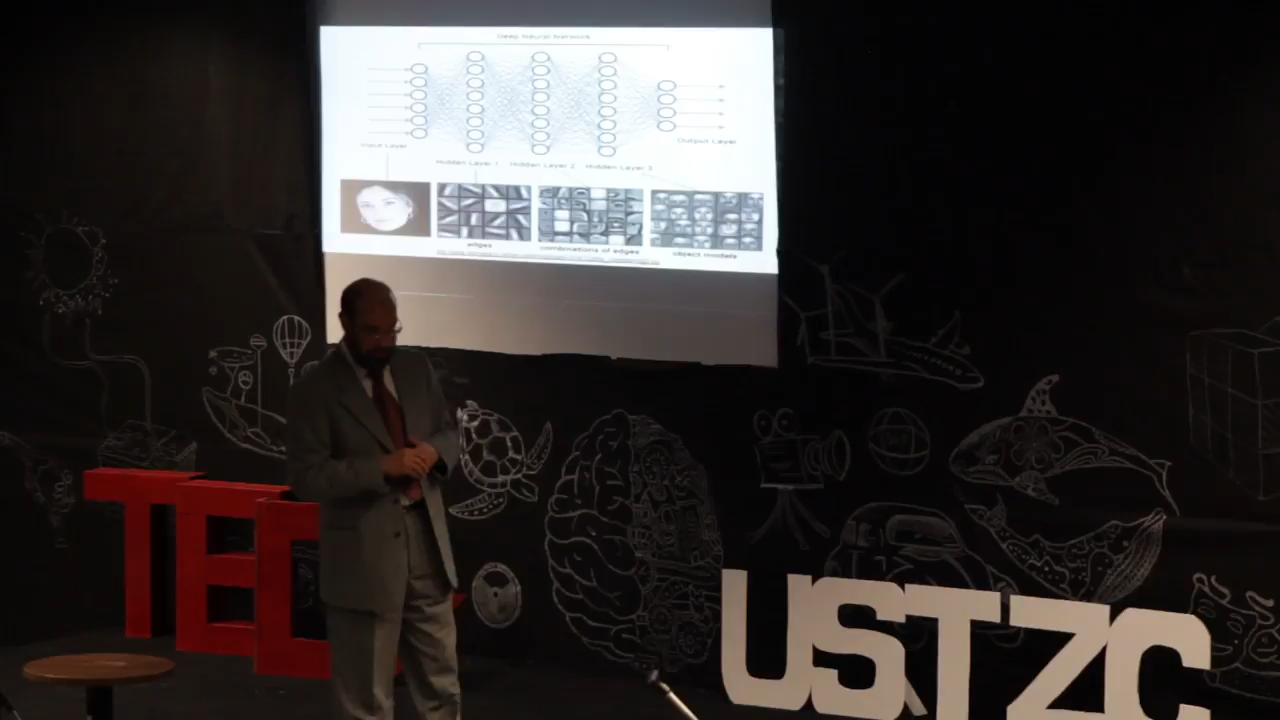 Deep Neural Network
Input Layer
Hidden Layer 1
Hidden Layer 2
Hidden Layer 3
Output Layer
edges
combinations of edges
object models
TED
USTZC